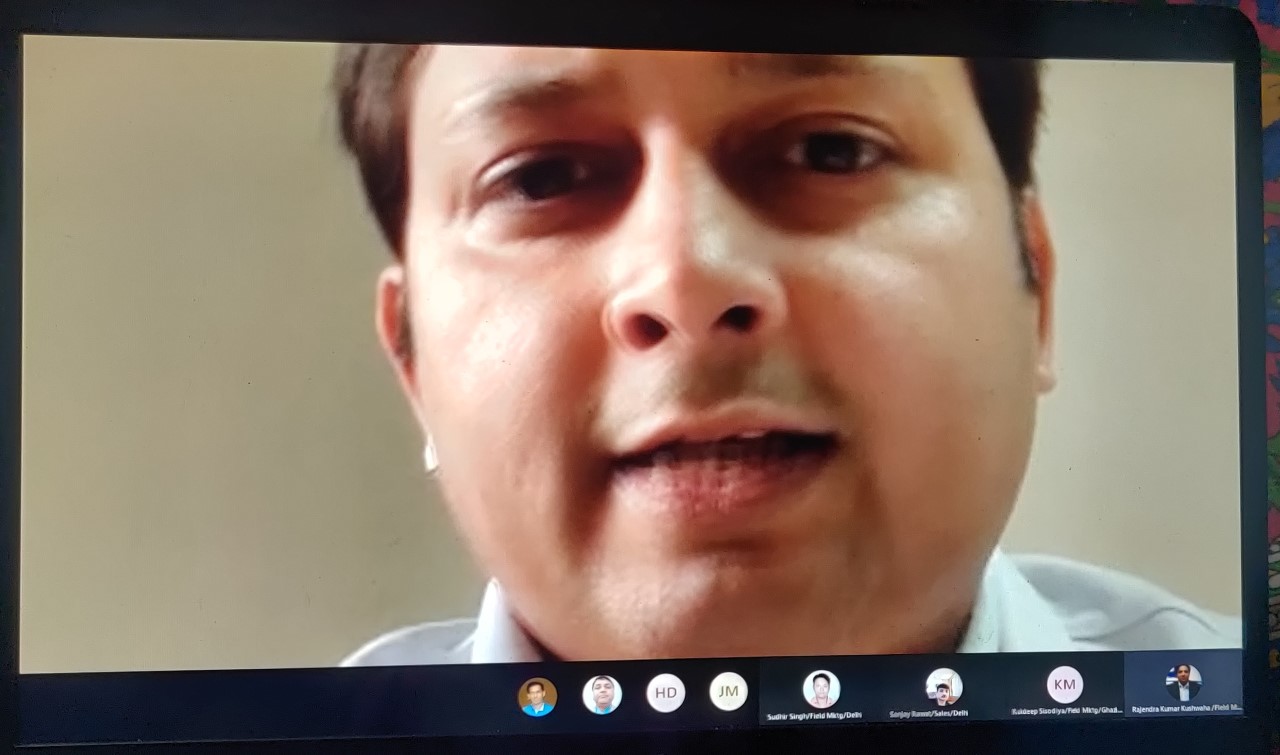 HD
JM
Sudhir Singh/Field Mktg/Delhi
Sanjay Rawat/Sales/Delhi
KM
Kuldeep Sisodiya/Field Mktg/Ghazi...
Rajendra Kumar Kushwaha/Field M...